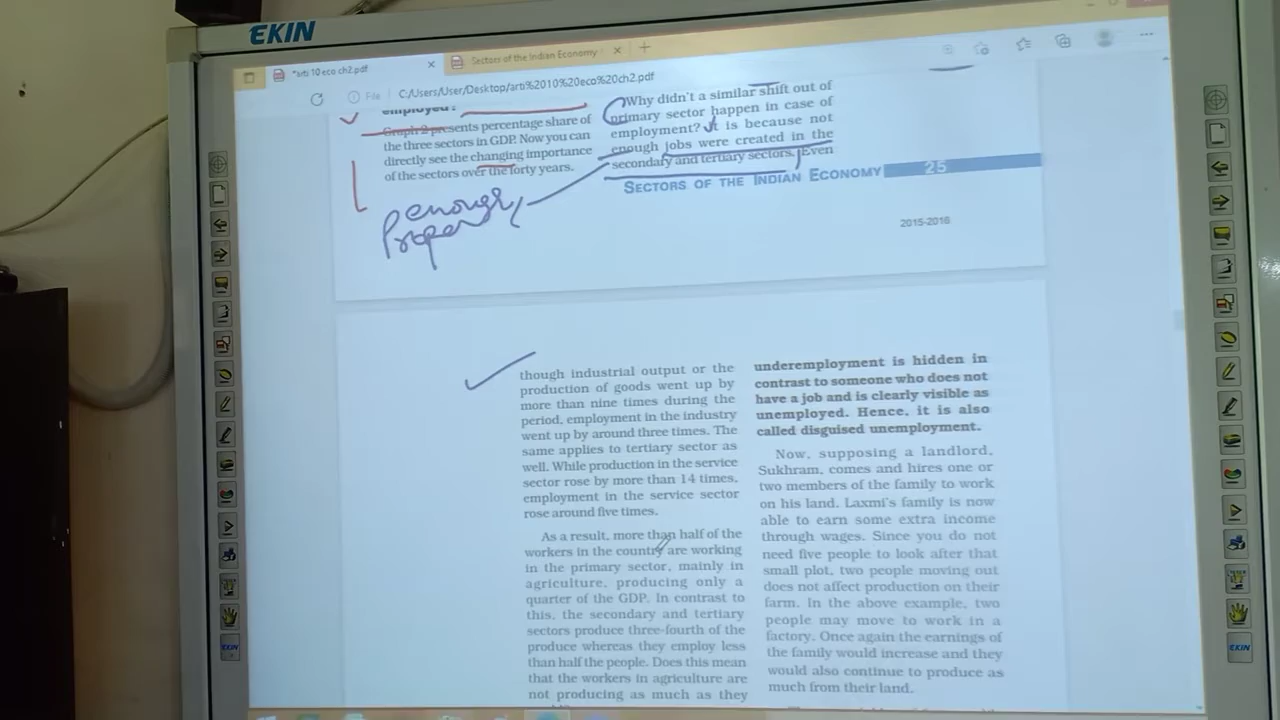 EKIN
*arti 10 eco ch2.pdf
Sectors of the Indian Economy
File C:/Users/User/Desktop/arti%2010%20eco%20ch2.pdf
employed?
Graph 2 presents percentage share of
the three sectors in GDP. Now you can
directly see the changing importance
of the sectors over the forty years.
enough
Proper
Why didn't a similar shift out of
primary sector happen in case of
employment? It is because not
enough jobs were created in the
secondary and tertiary sectors. Even
SECTORS OF THE INDIAN ECONOMY 25
2015-2016
though industrial output or the
production of goods went up by
more than nine times during the
period, employment in the industry
went up by around three times. The
same applies to tertiary sector as
well. While production in the service
sector rose by more than 14 times,
employment in the service sector
rose around five times.
As a result, more than half of the
workers in the country are working
in the primary sector, mainly in
agriculture, producing only a
quarter of the GDP. In contrast to
this, the secondary and tertiary
sectors produce three-fourth of the
produce whereas they employ less
than half the people. Does this mean
that the workers in agriculture are
not producing as much as they
underemployment is hidden in
contrast to someone who does not
have a job and is clearly visible as
unemployed. Hence, it is also
called disguised unemployment.
Now, supposing a landlord,
Sukhram, comes and hires one or
two members of the family to work
on his land. Laxmi's family is now
able to earn some extra income
through wages. Since you do not
need five people to look after that
small plot, two people moving out
does not affect production on their
farm. In the above example, two
people may move to work in a
factory. Once again the earnings of
the family would increase and they
would also continue to produce as
much from their land.
EKIN
EKIN